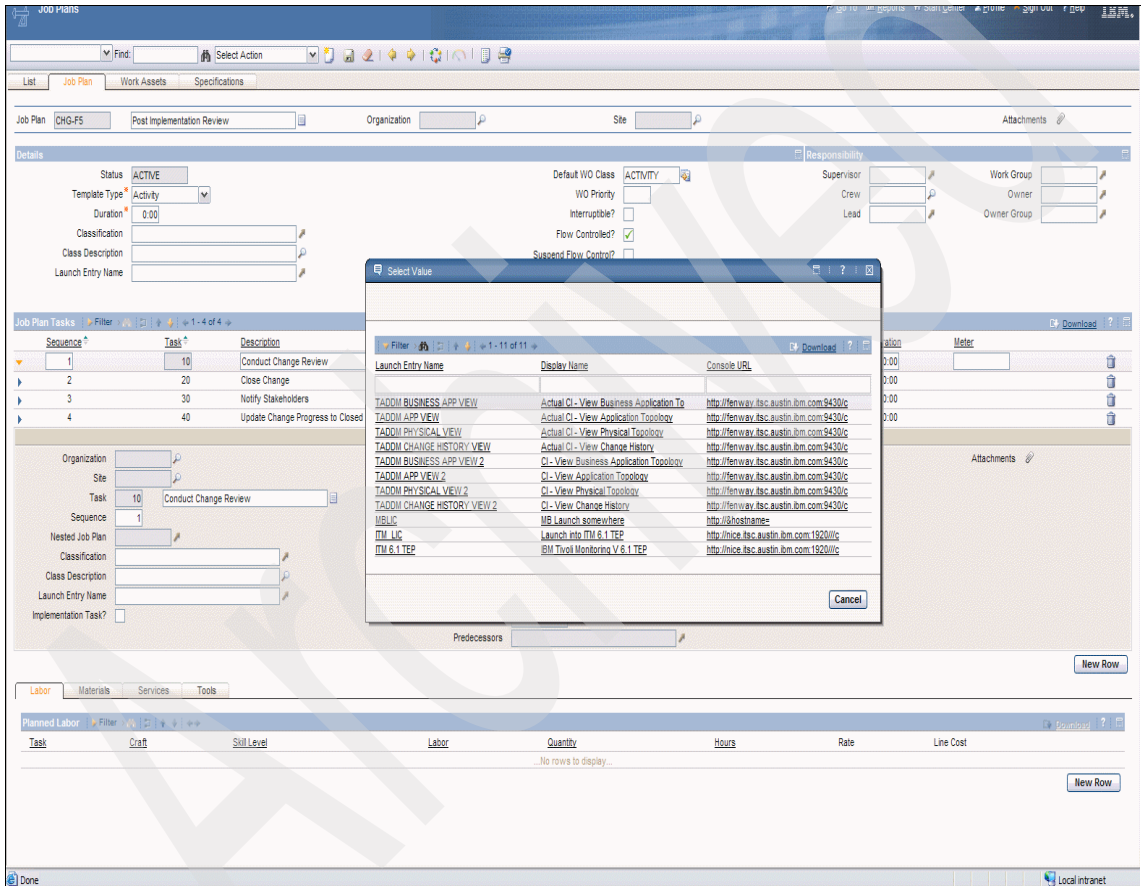 Job Plans
Go To Reports Start Center Profile Sign Out ? Help IBM.
Find: Select Action
List Job Plan Work Assets Specifications
Job Plan CHG-F5 Post Implementation Review Organization Site Attachments
Details Responsibility
Status ACTIVE Default WO Class ACTIVITY Supervisor Work Group
Template Type * Activity WO Priority Crew Owner
Duration * 0:00 Interruptible? Lead Owner Group
Classification Flow Controlled?
Class Description Suspend Flow Control?
Launch Entry Name
Select Value ?
Job Plan Tasks Filter 1 - 4 of 4 Download ?
Sequence Task Description Meter
1 10 Conduct Change Review 0:00
2 20 Close Change 0:00
3 30 Notify Stakeholders 0:00
4 40 Update Change Progress to Closed 0:00
Filter 1 - 11 of 11 Download ?
Launch Entry Name Display Name Console URL
TADDM BUSINESS APP VIEW Actual CI - View Business Application To http://fenway.itsc.austin.ibm.com:9430/c
TADDM APP VIEW Actual CI - View Application Topology http://fenway.itsc.austin.ibm.com:9430/c
TADDM PHYSICAL VIEW Actual CI - View Physical Topology http://fenway.itsc.austin.ibm.com:9430/c
TADDM CHANGE HISTORY VIEW Actual CI - View Change History http://fenway.itsc.austin.ibm.com:9430/c
TADDM BUSINESS APP VIEW 2 CI - View Business Application Topology http://fenway.itsc.austin.ibm.com:9430/c
TADDM APP VIEW 2 CI - View Application Topology http://fenway.itsc.austin.ibm.com:9430/c
TADDM PHYSICAL VIEW 2 CI - View Physical Topology http://fenway.itsc.austin.ibm.com:9430/c
TADDM CHANGE HISTORY VIEW 2 CI - View Change History http://fenway.itsc.austin.ibm.com:9430/c
MBLIC MB Launch somewhere http://&hostname=
ITM_LIC Launch into ITM 6.1 TEP http://nice.itsc.austin.ibm.com:1920///c
ITM 6.1 TEP IBM Tivoli Monitoring V 6.1 TEP http://nice.itsc.austin.ibm.com:1920///c
Cancel
Organization Attachments
Site
Task 10 Conduct Change Review
Sequence 1
Nested Job Plan
Classification
Class Description
Launch Entry Name
Implementation Task?
Predecessors
New Row
Labor Materials Services Tools
Planned Labor Filter Download ?
Task Craft Skill Level Labor Quantity Hours Rate Line Cost
...No rows to display...
New Row
Done Local intranet
Archived